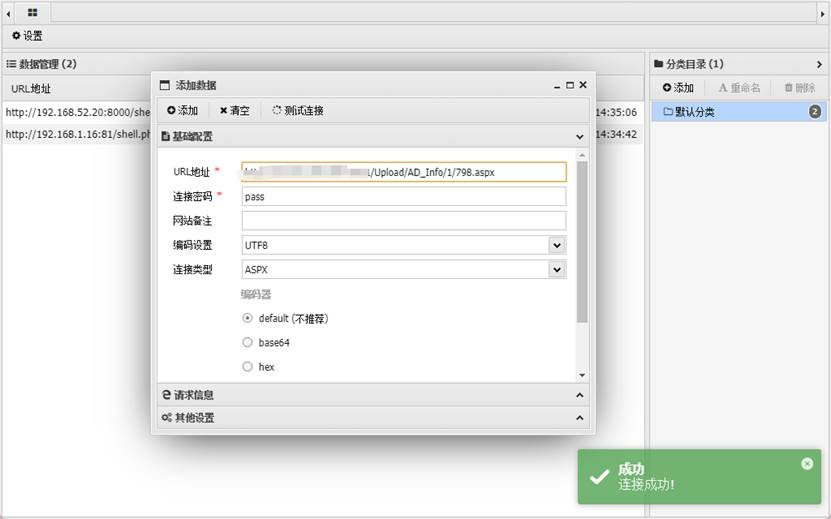 设置
数据管理 (2)
URL地址
http://192.168.52.20:8000/she
14:35:06
http://192.168.1.16:81/shell.ph
14:34:42
分类目录 (1)
添加
重命名
删除
默认分类
2
添加数据
添加
清空
测试连接
基础配置
URL地址 *
1/Upload/AD_Info/1/798.aspx
连接密码 *
pass
网站备注
编码设置
UTF8
连接类型
ASPX
编码器
default (不推荐)
base64
hex
请求信息
其他设置
成功
连接成功!